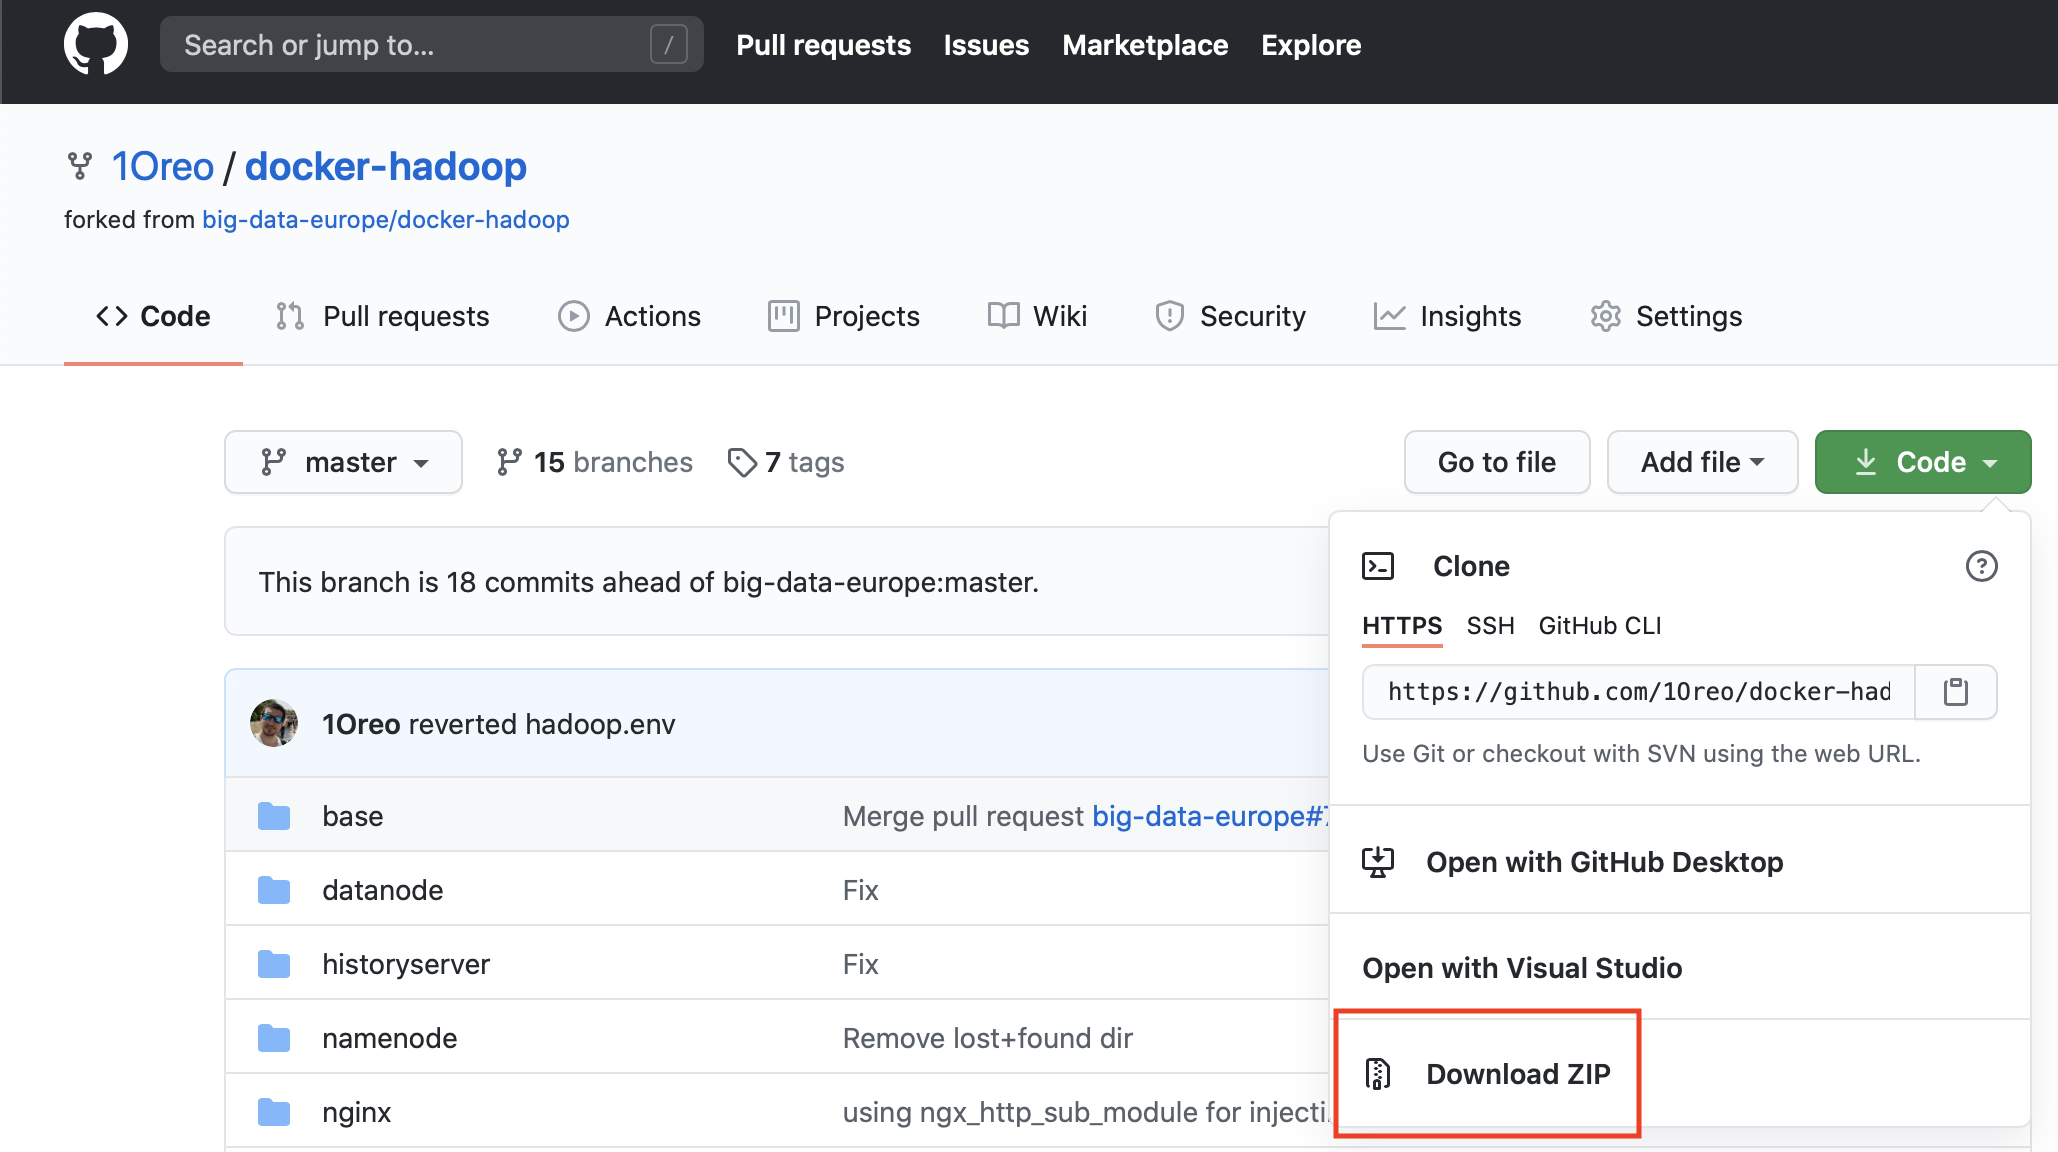 Search or jump to... / Pull requests Issues Marketplace Explore
1Oreo / docker-hadoop
forked from big-data-europe/docker-hadoop
Code Pull requests Actions Projects Wiki Security Insights Settings
master 15 branches 7 tags Go to file Add file Code
This branch is 18 commits ahead of big-data-europe:master.
1Oreo reverted hadoop.env
base Merge pull request big-data-europe#7
datanode Fix
historyserver Fix
namenode Remove lost+found dir
nginx using ngx_http_sub_module for injecti
Clone
HTTPS SSH GitHub CLI
https://github.com/1Oreo/docker-had
Use Git or checkout with SVN using the web URL.
Open with GitHub Desktop
Open with Visual Studio
Download ZIP